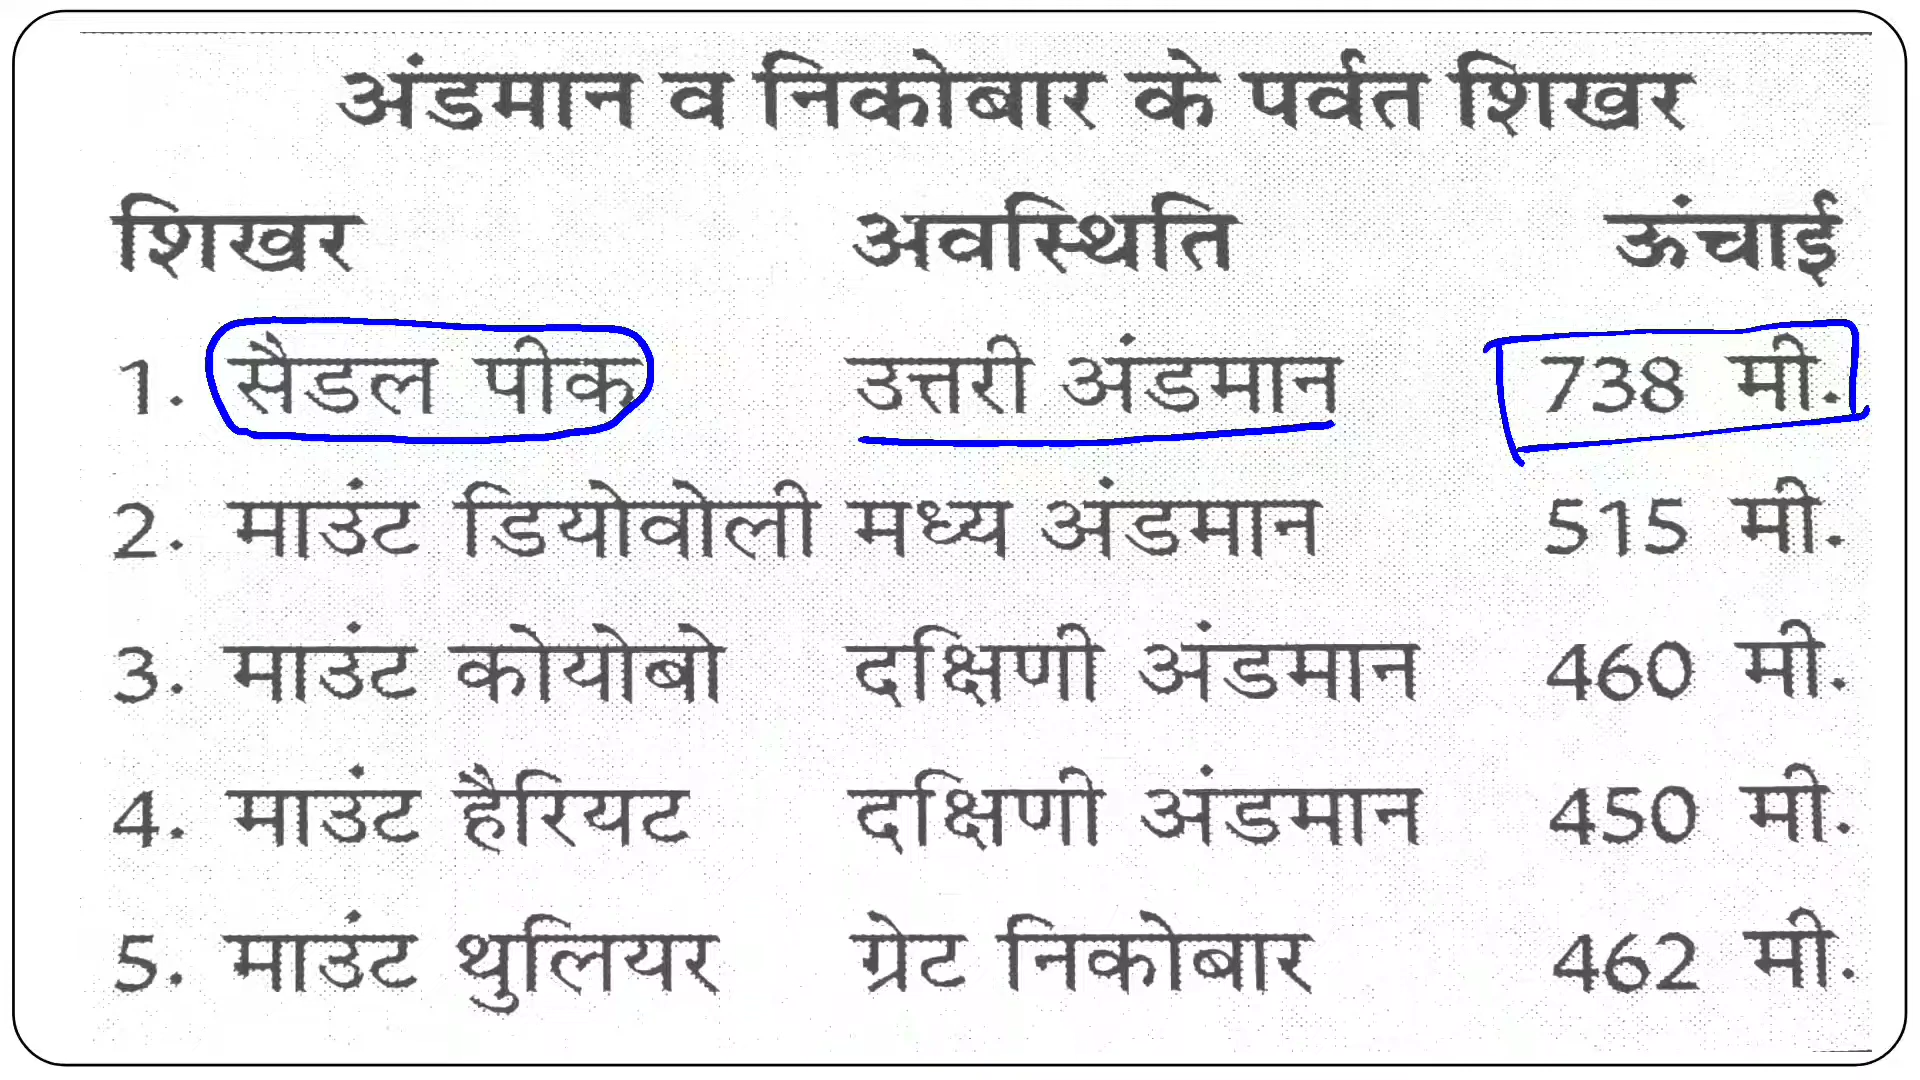 अंडमान व निकोबार के पर्वत शिखर
शिखर अवस्थिति ऊंचाई
1. सैडल पीक उत्तरी अंडमान 738 मी.
2. माउंट डियोवोली मध्य अंडमान 515 मी.
3. माउंट कोयोबो दक्षिणी अंडमान 460 मी.
4. माउंट हैरियट दक्षिणी अंडमान 450 मी.
5. माउंट थुलियर ग्रेट निकोबार 462 मी.